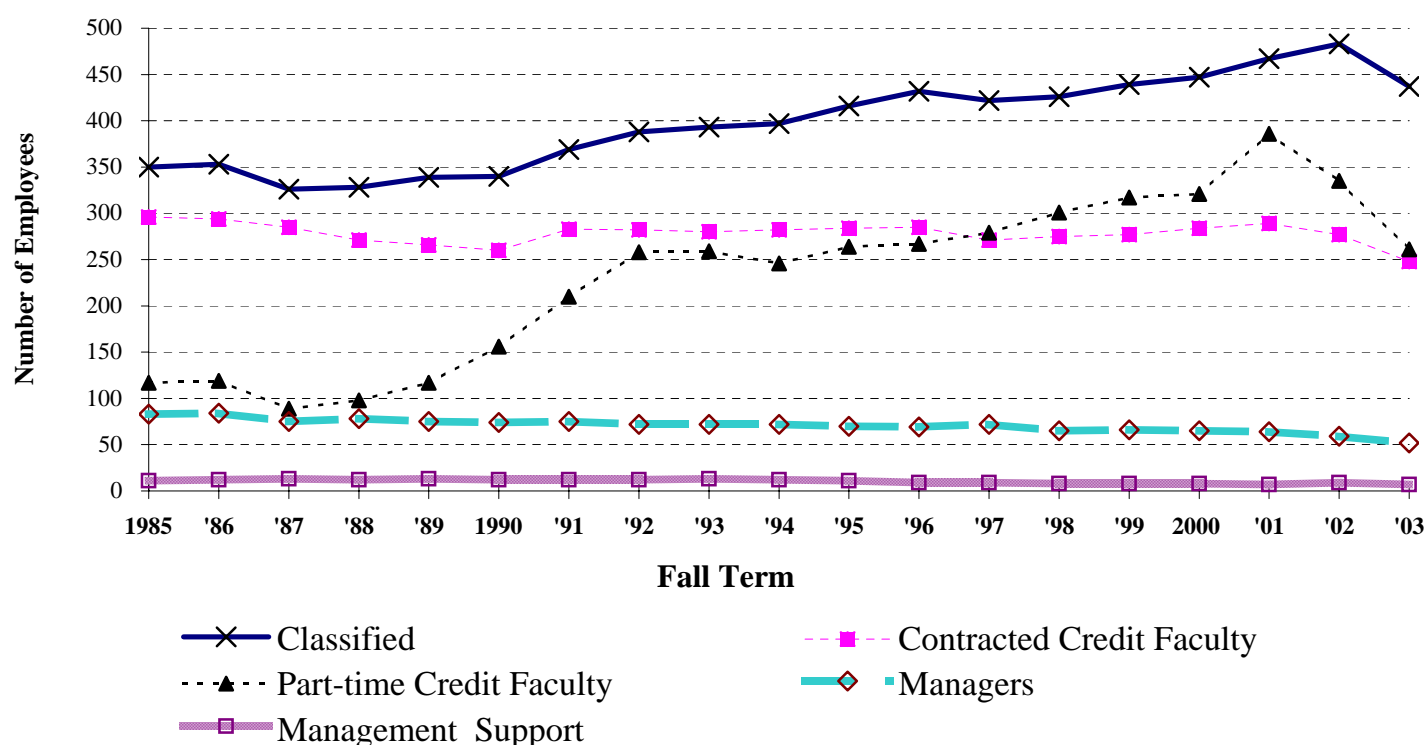 500
450
400
350
300
250
200
150
100
50
0
Number of Employees
1985 '86 '87 '88 '89 1990 '91 '92 '93 '94 '95 '96 '97 '98 '99 2000 '01 '02 '03
Fall Term
Classified Contracted Credit Faculty
Part-time Credit Faculty Managers
Management Support